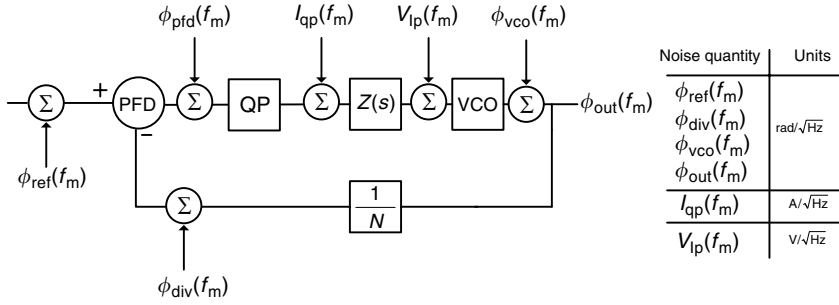 ϕpfd(fm) Iqp(fm) Vlp(fm) ϕvco(fm)
Σ + PFD Σ QP Σ Z(s) Σ VCO Σ ϕout(fm)
−
ϕref(fm)
Σ 1/N
ϕdiv(fm)
Noise quantity Units
ϕref(fm)
ϕdiv(fm)
ϕvco(fm)
ϕout(fm)
rad/√Hz
Iqp(fm) A/√Hz
Vlp(fm) V/√Hz